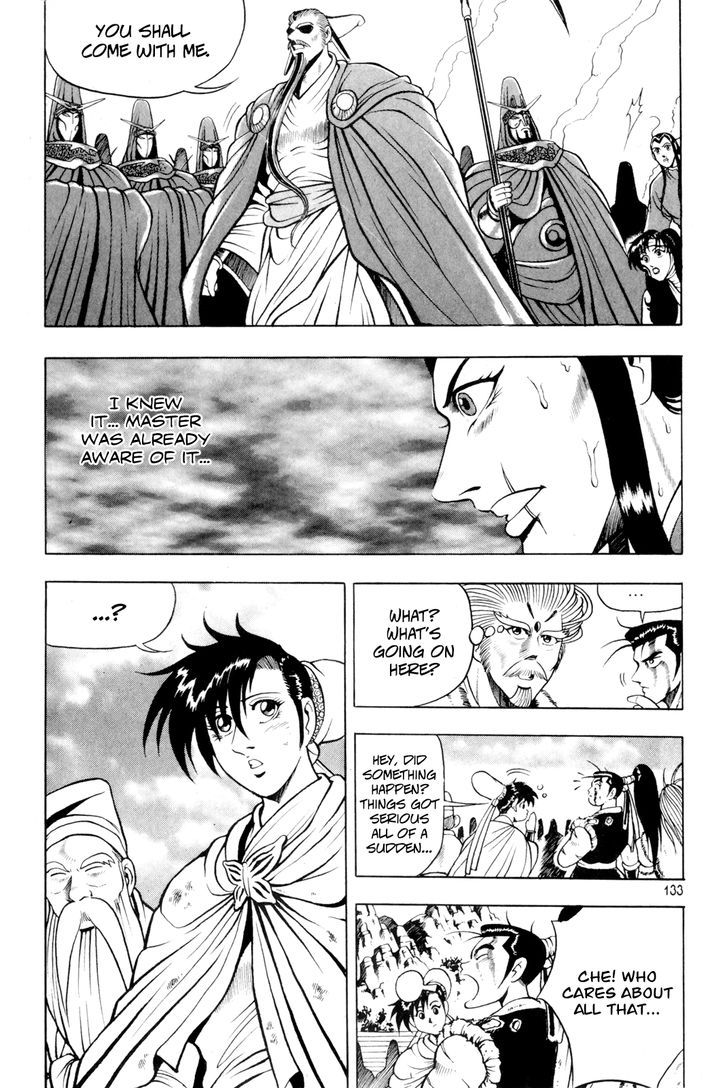 YOU SHALL
COME WITH ME.
I KNEW
IT... MASTER
WAS ALREADY
AWARE OF IT...
...?
WHAT?
WHAT'S
GOING ON
HERE?
...
HEY, DID
SOMETHING
HAPPEN?
THINGS GOT
SERIOUS
ALL OF A
SUDDEN...
133
CHE! WHO
CARES ABOUT
ALL THAT...